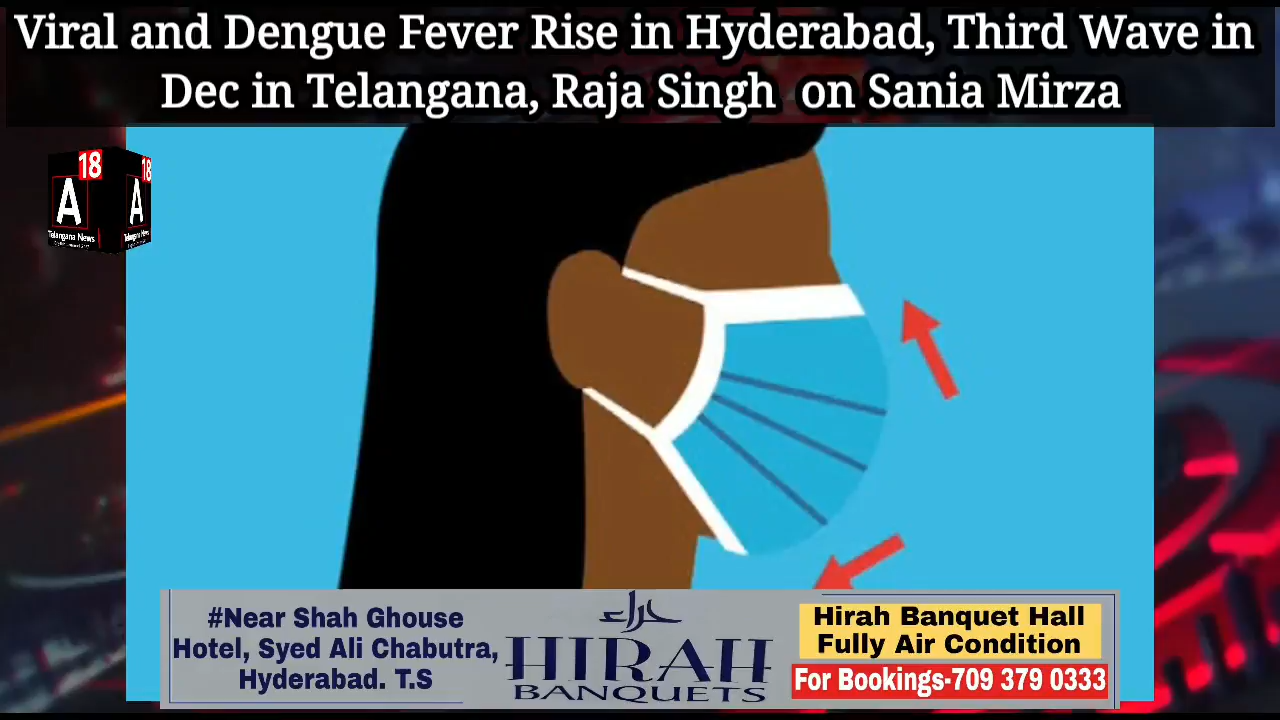 Viral and Dengue Fever Rise in Hyderabad, Third Wave in
Dec in Telangana, Raja Singh on Sania Mirza
18
A
Telangana News
18
A
Telangana News
#Near Shah Ghouse
Hotel, Syed Ali Chabutra,
Hyderabad. T.S
حراء
HIRAH
BANQUETS
Hirah Banquet Hall
Fully Air Condition
For Bookings-709 379 0333